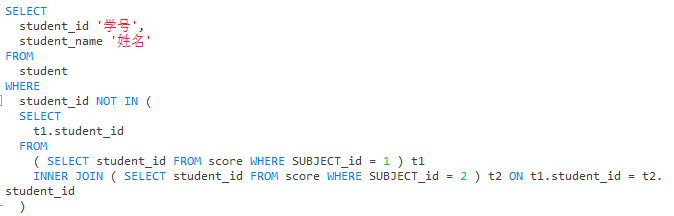 SELECT
student_id '学号',
student_name '姓名'
FROM
student
WHERE
student_id NOT IN (
SELECT
t1.student_id
FROM
( SELECT student_id FROM score WHERE SUBJECT_id = 1 ) t1
INNER JOIN ( SELECT student_id FROM score WHERE SUBJECT_id = 2 ) t2 ON t1.student_id = t2.
student_id
)